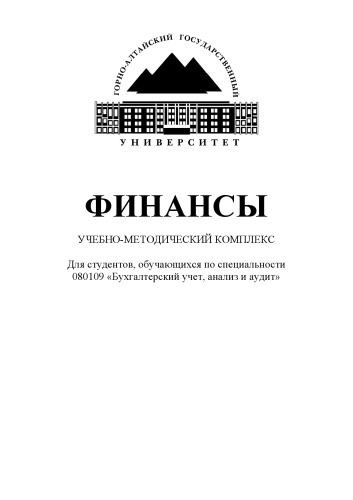 ГОРНО-АЛТАЙСКИЙ ГОСУДАРСТВЕННЫЙ
УНИВЕРСИТЕТ
ФИНАНСЫ
УЧЕБНО-МЕТОДИЧЕСКИЙ КОМПЛЕКС
Для студентов, обучающихся по специальности
080109 «Бухгалтерский учет, анализ и аудит»